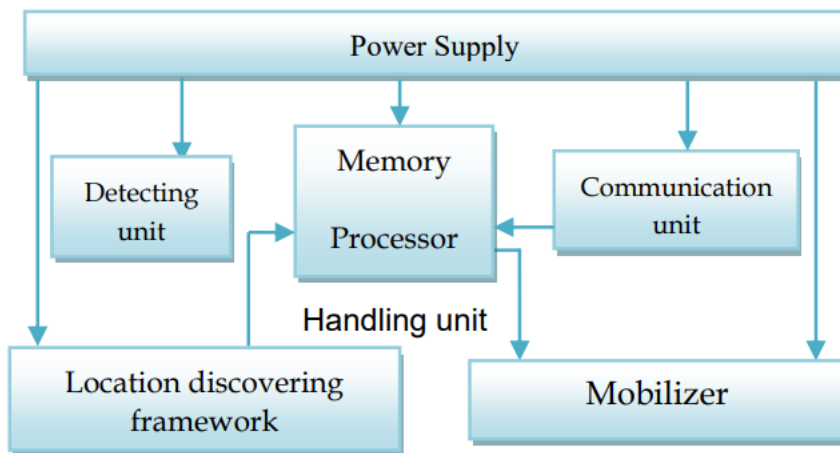 Power Supply
Detecting
unit
Memory
Processor
Communication
unit
Handling unit
Location discovering
framework
Mobilizer